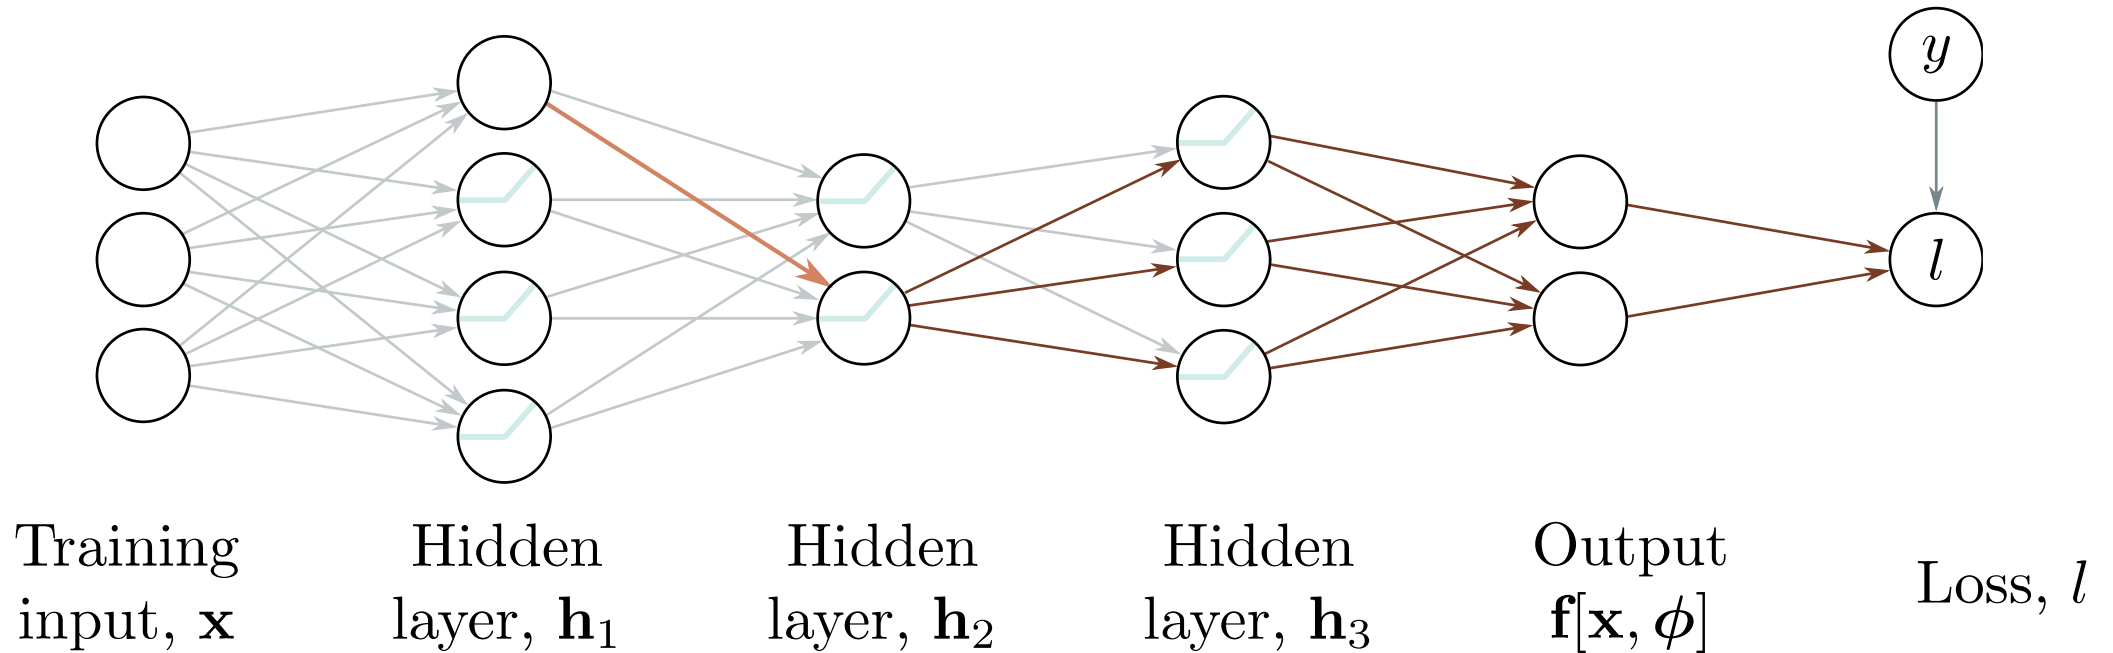 y
l
Training
input, x
Hidden
layer, h₁
Hidden
layer, h₂
Hidden
layer, h₃
Output
f[x, ϕ]
Loss, l